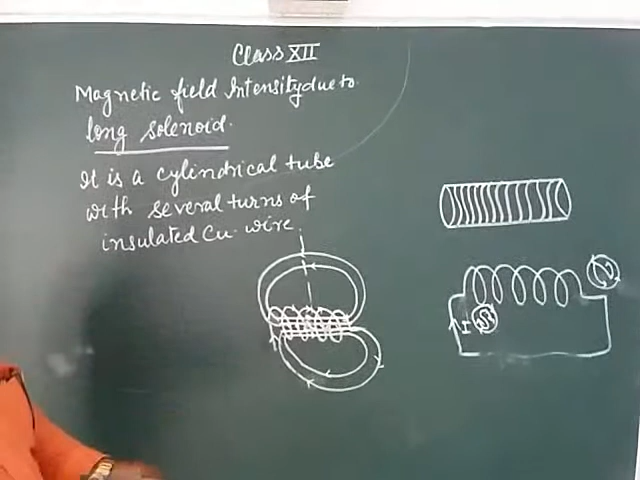 Class XII
Magnetic field Intensity due to
long solenoid.
It is a cylindrical tube
with several turns of
insulated Cu. wire.
N
I S